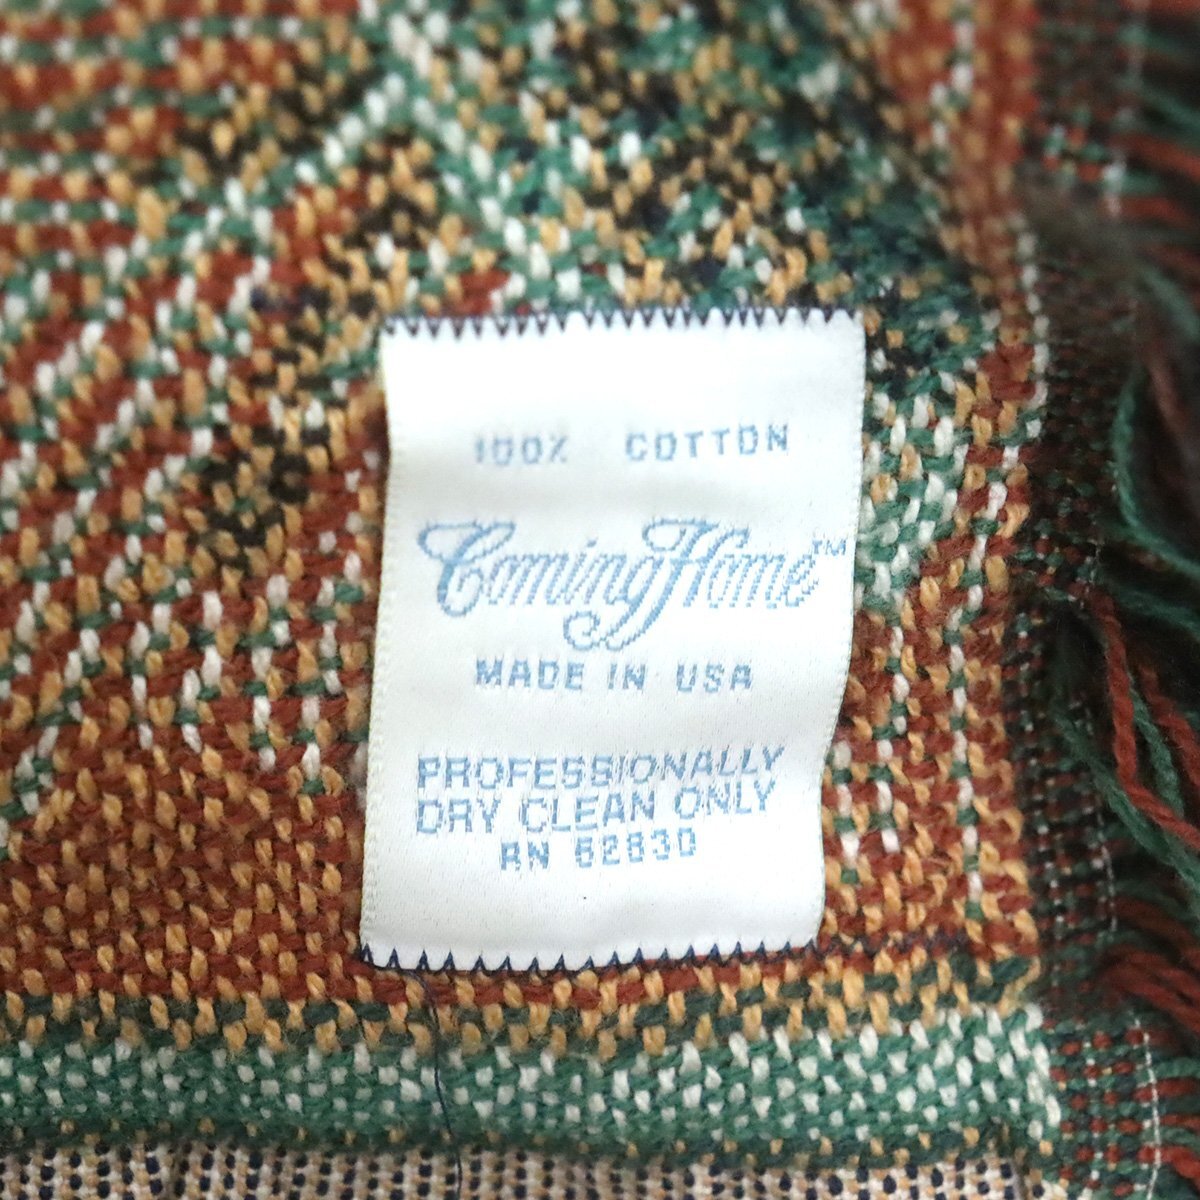 100% COTTON
Coming Home™
MADE IN USA
PROFESSIONALLY
DRY CLEAN ONLY
RN 62830